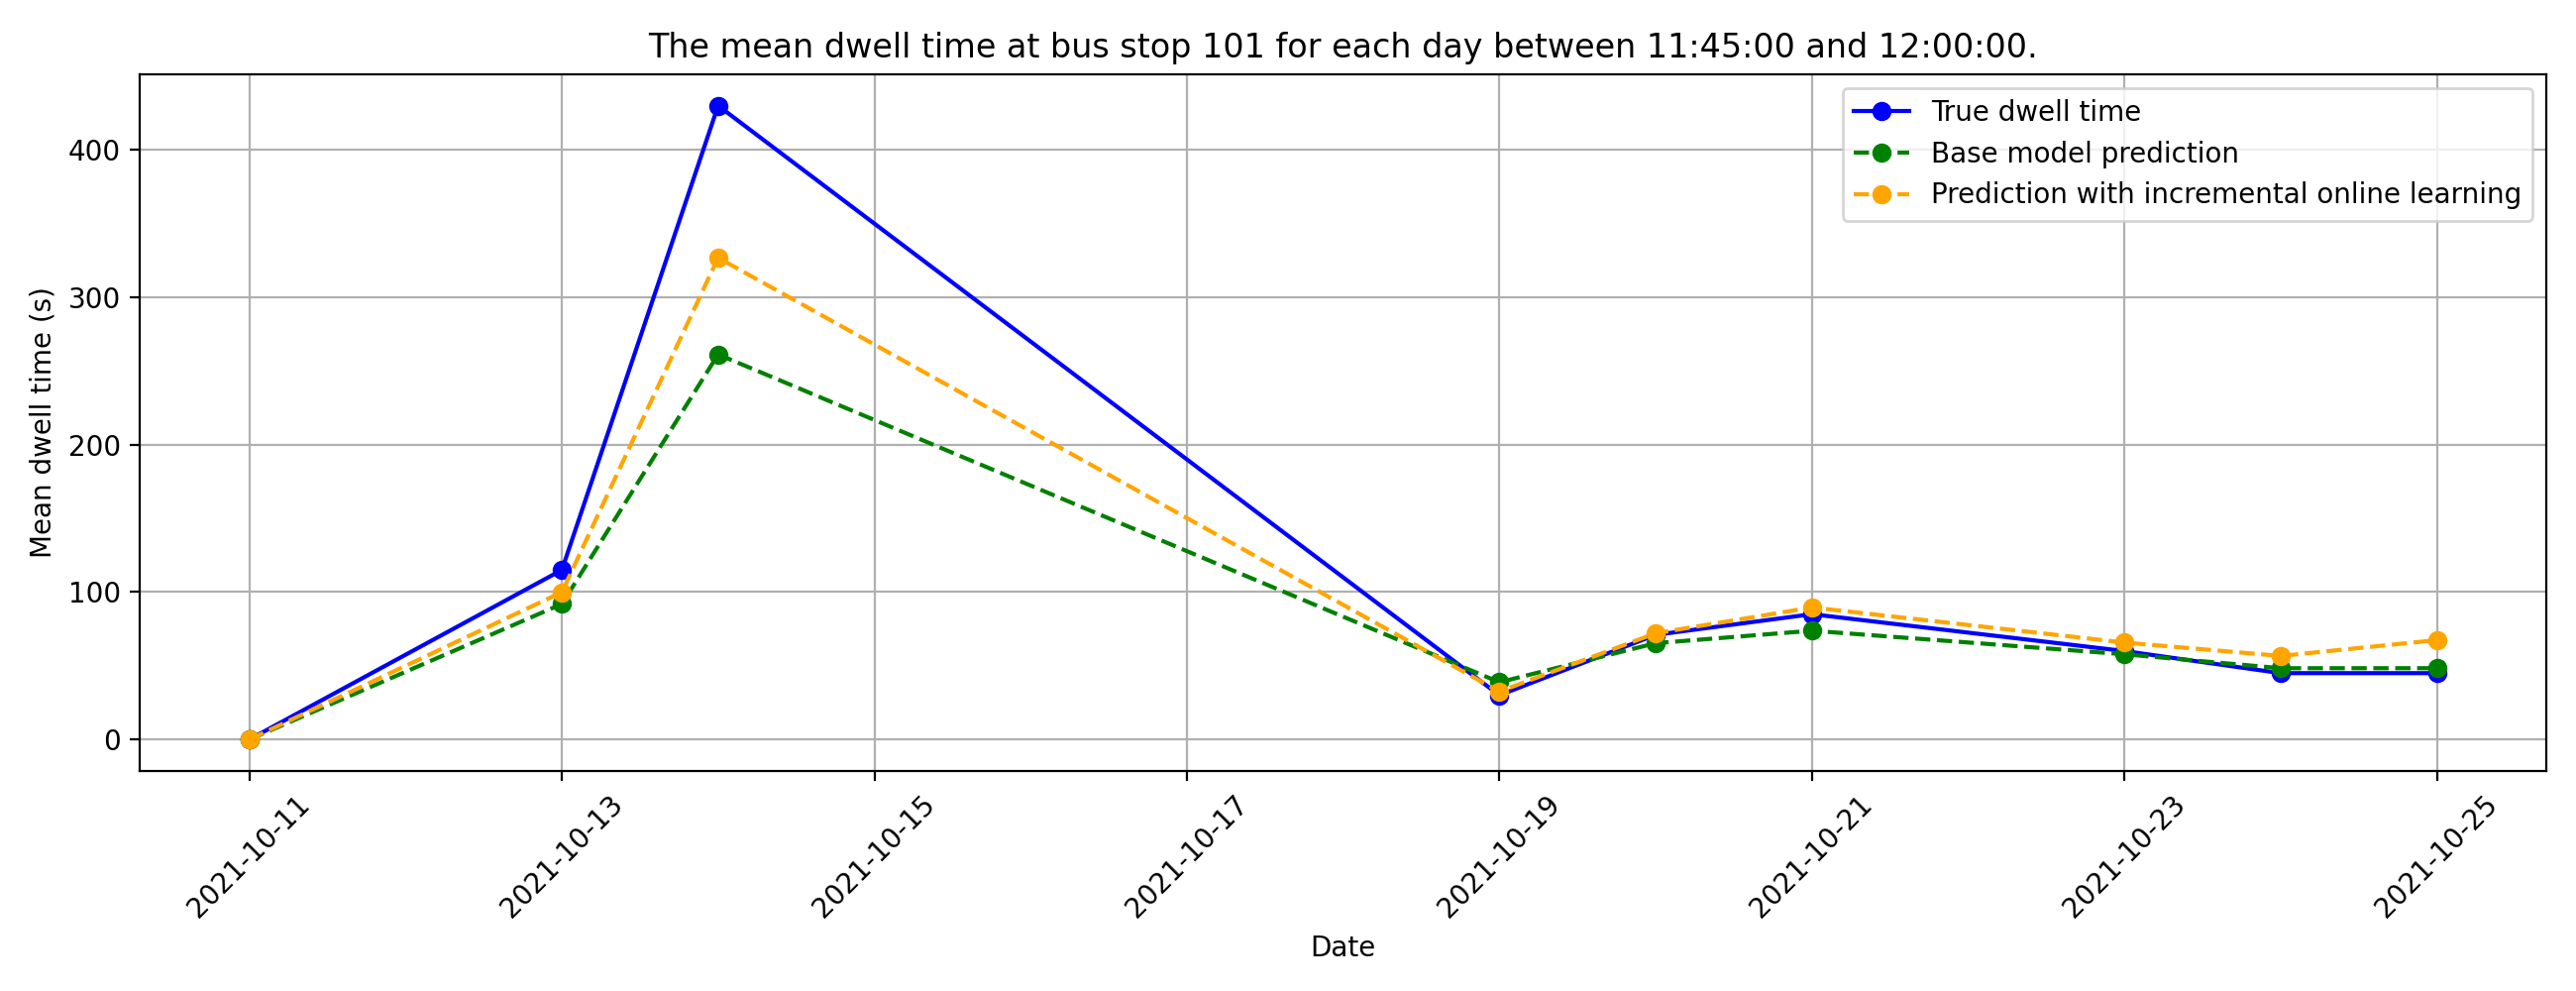 The mean dwell time at bus stop 101 for each day between 11:45:00 and 12:00:00.
True dwell time
Base model prediction
Prediction with incremental online learning
Mean dwell time (s)
400
300
200
100
0
2021-10-11
2021-10-13
2021-10-15
2021-10-17
2021-10-19
2021-10-21
2021-10-23
2021-10-25
Date